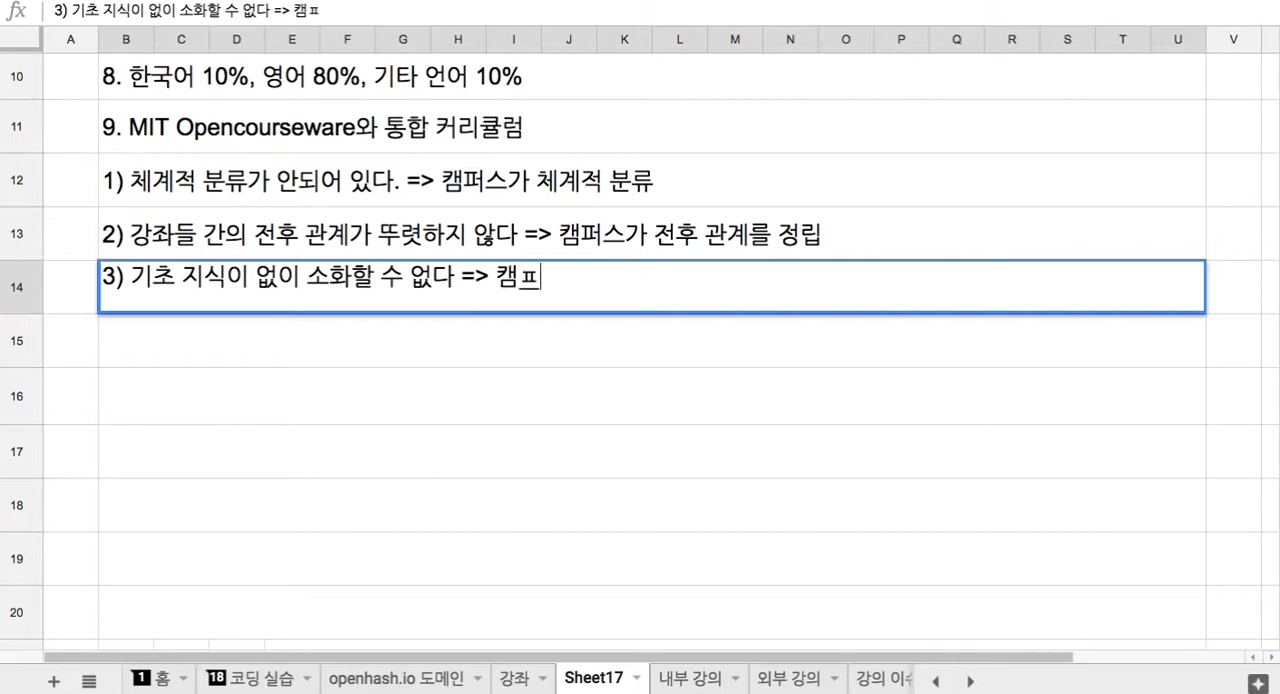 fx 3) 기초 지식이 없이 소화할 수 없다 => 캠ㅍ
A B C D E F G H I J K L M N O P Q R S T U V
10 8. 한국어 10%, 영어 80%, 기타 언어 10%
11 9. MIT Opencourseware와 통합 커리큘럼
12 1) 체계적 분류가 안되어 있다. => 캠퍼스가 체계적 분류
13 2) 강좌들 간의 전후 관계가 뚜렷하지 않다 => 캠퍼스가 전후 관계를 정립
14 3) 기초 지식이 없이 소화할 수 없다 => 캠ㅍ
15
16
17
18
19
20
+ 1 홈 18 코딩 실습 openhash.io 도메인 강좌 Sheet17 내부 강의 외부 강의 강의 이수